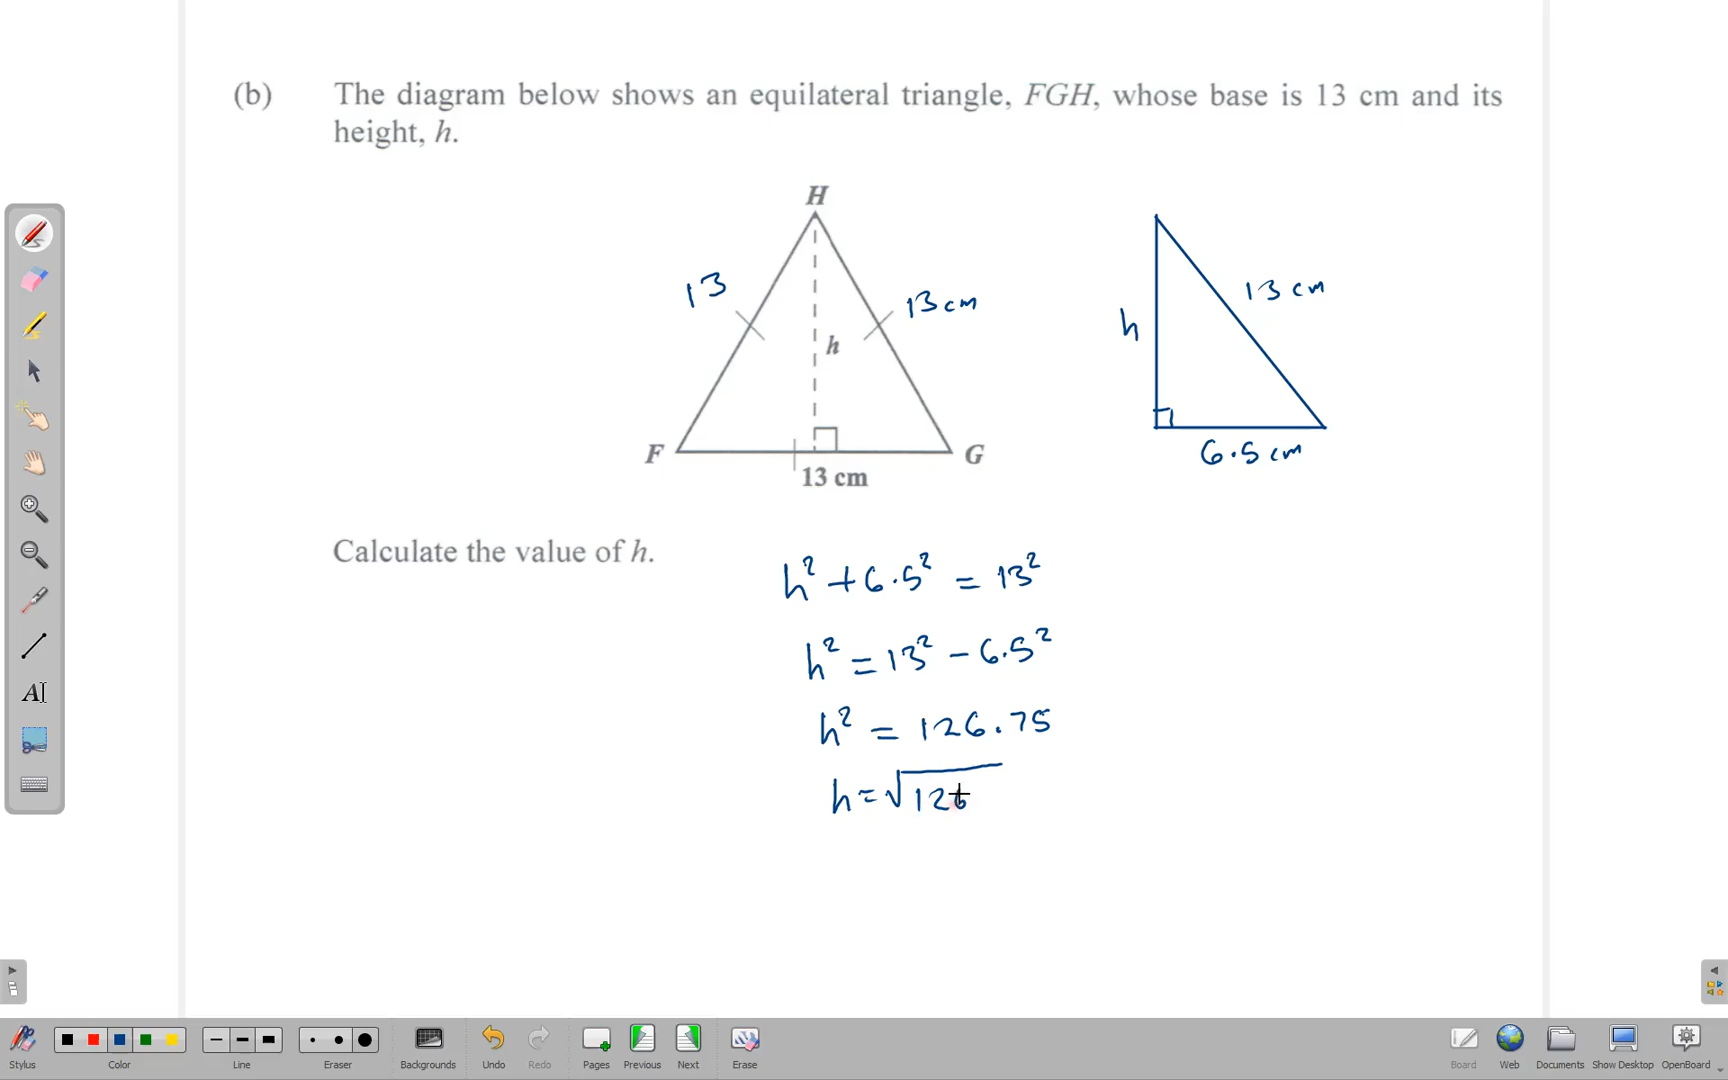 (b) The diagram below shows an equilateral triangle, FGH, whose base is 13 cm and its
height, h.
H
13
13 cm
h
F
G
13 cm
h
13 cm
6.5 cm
Calculate the value of h.
h² + 6.5² = 13²
h² = 13² - 6.5²
h² = 126.75
h = √126
Stylus
Color
Line
Eraser
Backgrounds
Undo
Redo
Pages
Previous
Next
Erase
Board
Web
Documents
Show Desktop
OpenBoard